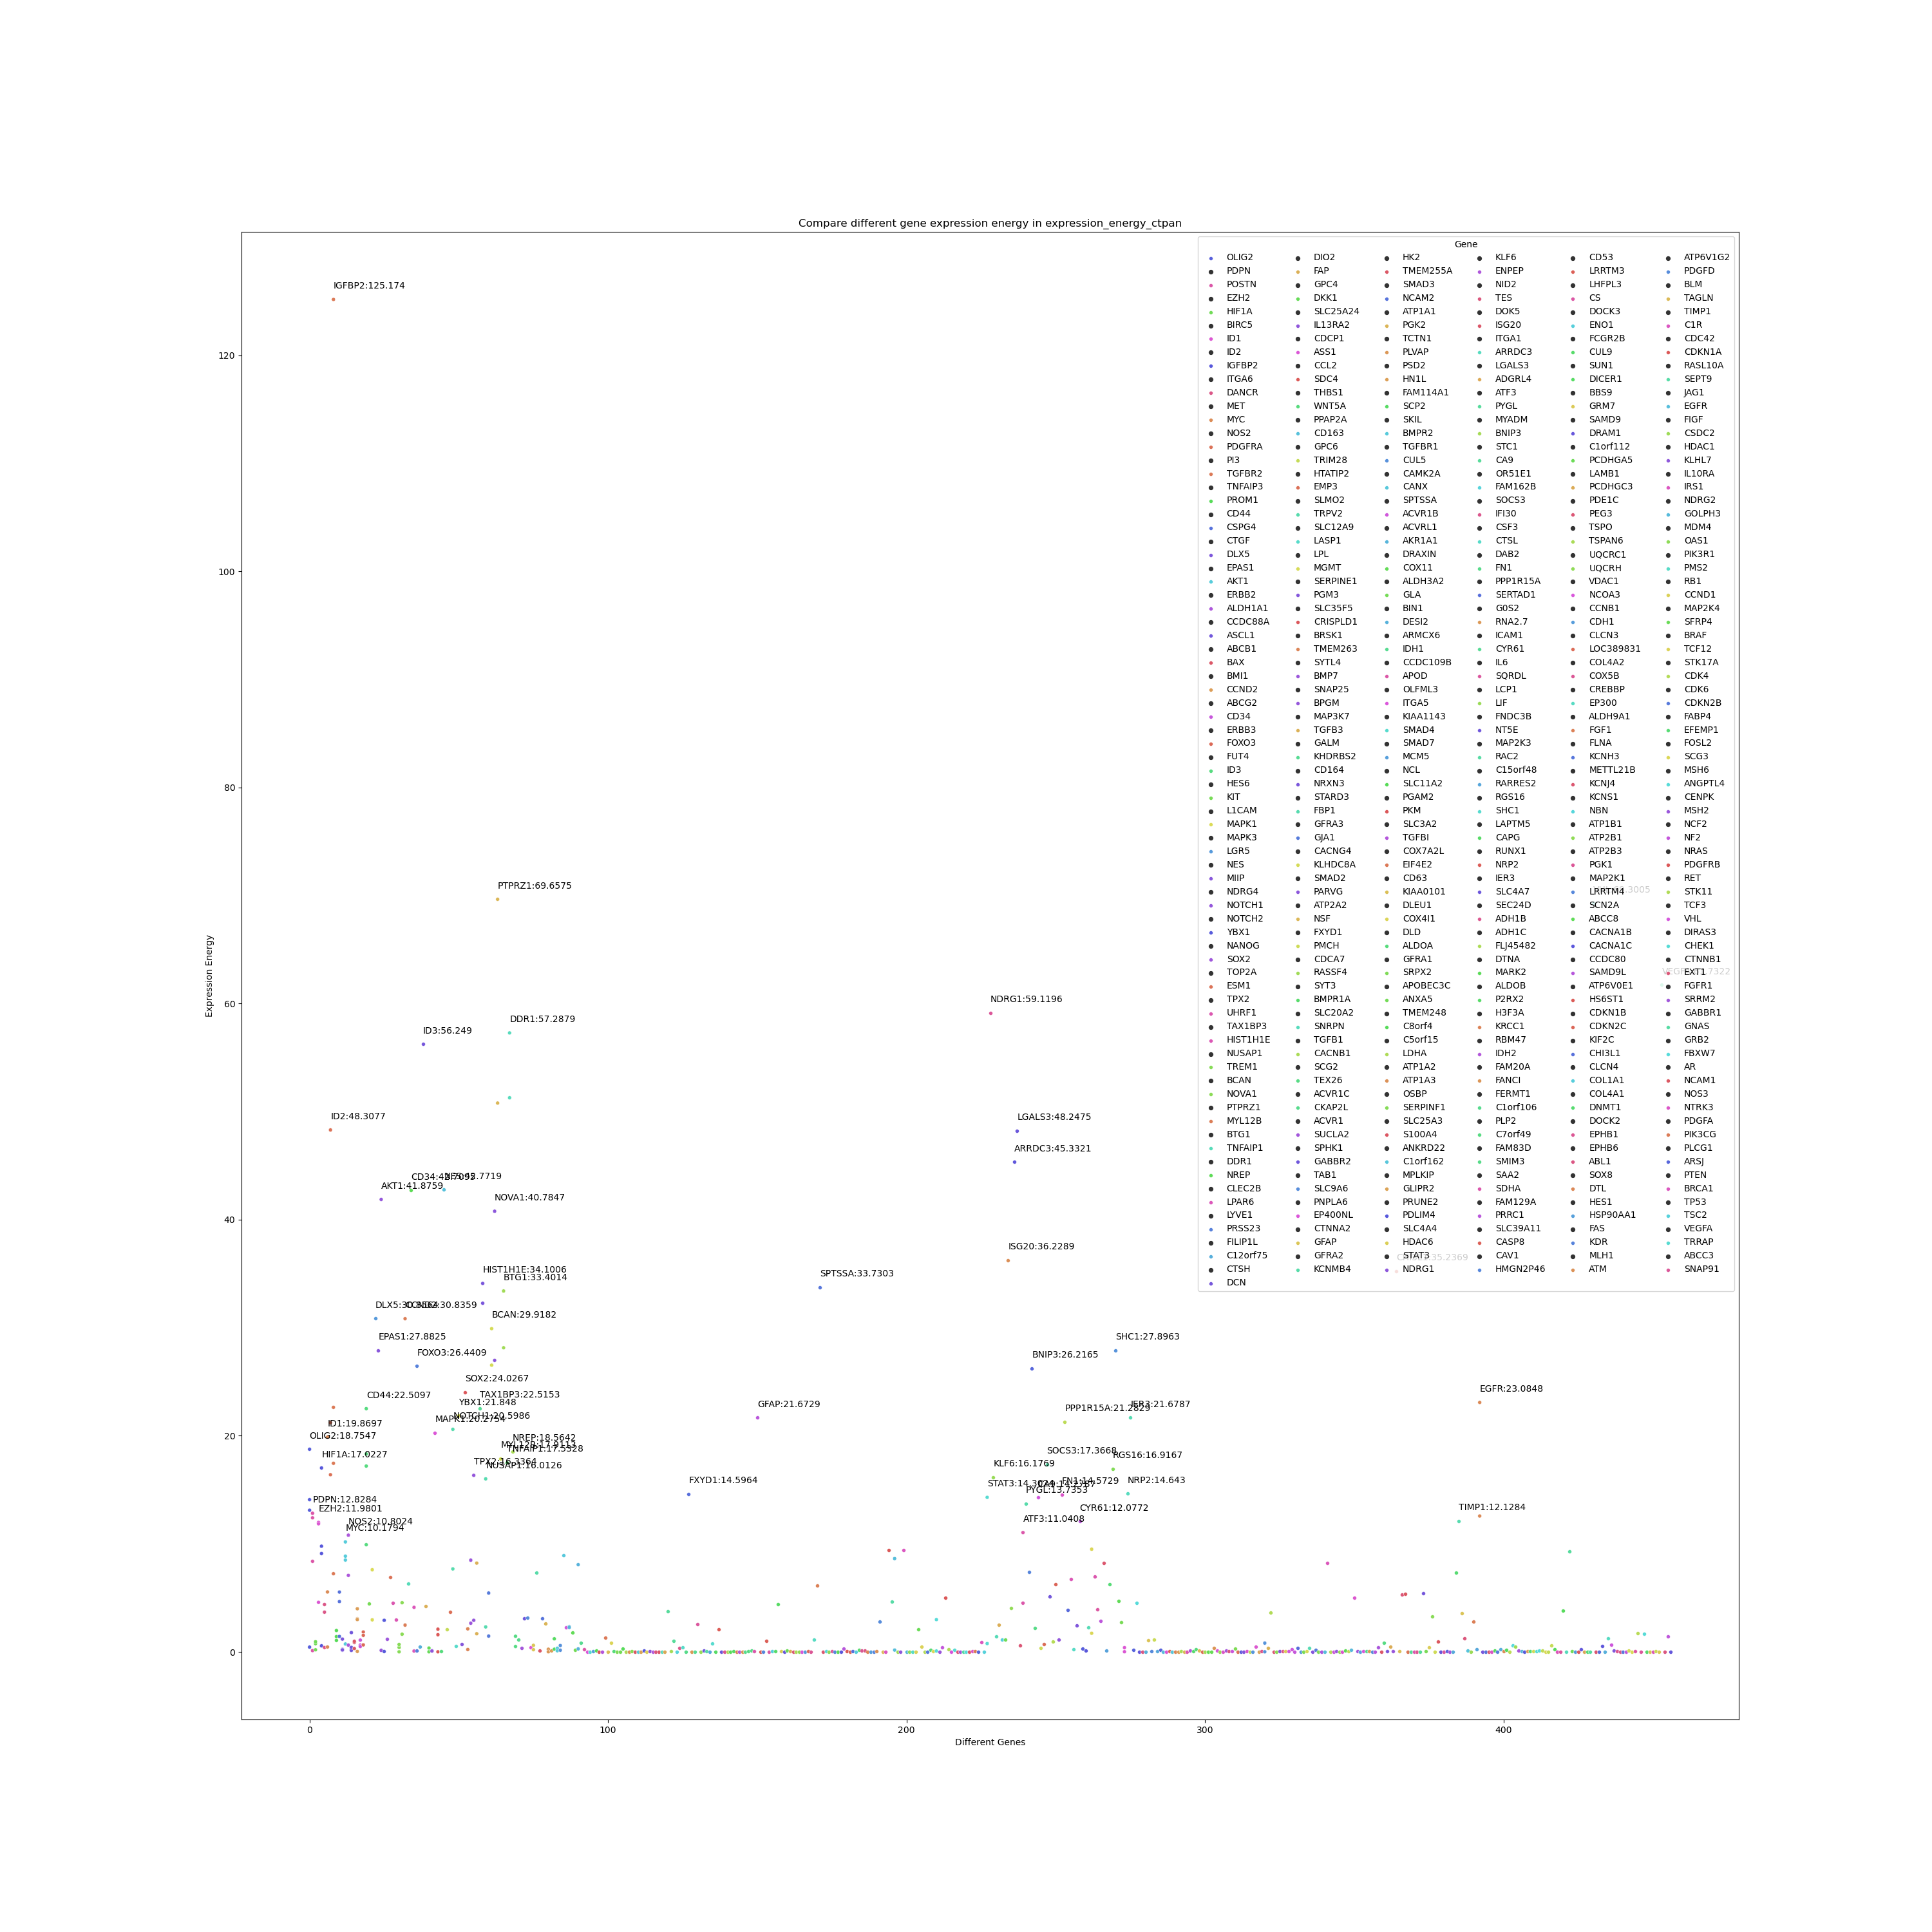 Compare different gene expression energy in expression_energy_ctpan
Gene
OLIG2 DIO2 HK2 KLF6 CD53 ATP6V1G2
PDPN FAP TMEM255A ENPEP LRRTM3 PDGFD
POSTN GPC4 SMAD3 NID2 LHFPL3 BLM
EZH2 DKK1 NCAM2 TES CS TAGLN
HIF1A SLC25A24 ATP1A1 DOK5 DOCK3 TIMP1
BIRC5 IL13RA2 PGK2 ISG20 ENO1 C1R
ID1 CDCP1 TCTN1 ITGA1 FCGR2B CDC42
ID2 ASS1 PLVAP ARRDC3 CUL9 CDKN1A
IGFBP2 CCL2 PSD2 LGALS3 SUN1 RASL10A
ITGA6 SDC4 HN1L ADGRL4 DICER1 SEPT9
DANCR THBS1 FAM114A1 ATF3 BBS9 JAG1
MET WNT5A SCP2 PYGL GRM7 EGFR
MYC PPAP2A SKIL MYADM SAMD9 FIGF
NOS2 CD163 BMPR2 BNIP3 DRAM1 CSDC2
PDGFRA GPC6 TGFBR1 STC1 C1orf112 HDAC1
PI3 TRIM28 CUL5 CA9 PCDHGA5 KLHL7
TGFBR2 HTATIP2 CAMK2A OR51E1 LAMB1 IL10RA
TNFAIP3 EMP3 CANX FAM162B PCDHGC3 IRS1
PROM1 SLMO2 SPTSSA SOCS3 PDE1C NDRG2
CD44 TRPV2 ACVR1B IFI30 PEG3 GOLPH3
CSPG4 SLC12A9 ACVRL1 CSF3 TSPO MDM4
CTGF LASP1 AKR1A1 CTSL TSPAN6 OAS1
DLX5 LPL DRAXIN DAB2 UQCRC1 PIK3R1
EPAS1 MGMT COX11 FN1 UQCRH PMS2
AKT1 SERPINE1 ALDH3A2 PPP1R15A VDAC1 RB1
ERBB2 PGM3 GLA SERTAD1 NCOA3 CCND1
ALDH1A1 SLC35F5 BIN1 G0S2 CCNB1 MAP2K4
CCDC88A CRISPLD1 DESI2 RNA2.7 CDH1 SFRP4
ASCL1 BRSK1 ARMCX6 ICAM1 CLCN3 BRAF
ABCB1 TMEM263 IDH1 CYR61 LOC389831 TCF12
BAX SYTL4 CCDC109B IL6 COL4A2 STK17A
BMI1 BMP7 APOD SQRDL COX5B CDK4
CCND2 SNAP25 OLFML3 LCP1 CREBBP CDK6
ABCG2 BPGM ITGA5 LIF EP300 CDKN2B
CD34 MAP3K7 KIAA1143 FNDC3B ALDH9A1 FABP4
ERBB3 TGFB3 SMAD4 NT5E FGF1 EFEMP1
FOXO3 GALM SMAD7 MAP2K3 FLNA FOSL2
FUT4 KHDRBS2 MCM5 RAC2 KCNH3 SCG3
ID3 CD164 NCL C15orf48 METTL21B MSH6
HES6 NRXN3 SLC11A2 RARRES2 KCNJ4 ANGPTL4
KIT STARD3 PGAM2 RGS16 KCNS1 CENPK
L1CAM FBP1 PKM SHC1 NBN MSH2
MAPK1 GFRA3 SLC3A2 LAPTM5 ATP1B1 NCF2
MAPK3 GJA1 TGFBI CAPG ATP2B1 NF2
LGR5 CACNG4 COX7A2L RUNX1 ATP2B3 NRAS
NES KLHDC8A EIF4E2 NRP2 PGK1 PDGFRB
MIIP SMAD2 CD63 IER3 MAP2K1 RET
NDRG4 PARVG KIAA0101 SLC4A7 LRRTM4 STK11
NOTCH1 ATP2A2 DLEU1 SEC24D SCN2A TCF3
NOTCH2 NSF COX4I1 ADH1B ABCC8 VHL
YBX1 FXYD1 DLD ADH1C CACNA1B DIRAS3
NANOG PMCH ALDOA FLJ45482 CACNA1C CHEK1
SOX2 CDCA7 GFRA1 DTNA CCDC80 CTNNB1
TOP2A RASSF4 SRPX2 MARK2 SAMD9L EXT1
ESM1 SYT3 APOBEC3C ALDOB ATP6V0E1 FGFR1
TPX2 BMPR1A ANXA5 P2RX2 HS6ST1 SRRM2
UHRF1 SLC20A2 TMEM248 H3F3A CDKN1B GABBR1
TAX1BP3 SNRPN C8orf4 KRCC1 CDKN2C GNAS
HIST1H1E TGFB1 C5orf15 RBM47 KIF2C GRB2
NUSAP1 CACNB1 LDHA IDH2 CHI3L1 FBXW7
TREM1 SCG2 ATP1A2 FAM20A CLCN4 AR
BCAN TEX26 ATP1A3 FANCI COL1A1 NCAM1
NOVA1 ACVR1C OSBP FERMT1 COL4A1 NOS3
PTPRZ1 CKAP2L SERPINF1 C1orf106 DNMT1 NTRK3
MYL12B ACVR1 SLC25A3 PLP2 DOCK2 PDGFA
BTG1 SUCLA2 S100A4 C7orf49 EPHB1 PIK3CG
TNFAIP1 SPHK1 ANKRD22 FAM83D EPHB6 PLCG1
DDR1 GABBR2 C1orf162 SMIM3 ABL1 ARSJ
NREP TAB1 MPLKIP SAA2 SOX8 PTEN
CLEC2B SLC9A6 GLIPR2 SDHA DTL BRCA1
LPAR6 PNPLA6 PRUNE2 FAM129A HES1 TP53
LYVE1 EP400NL PDLIM4 PRRC1 HSP90AA1 TSC2
PRSS23 CTNNA2 SLC4A4 SLC39A11 FAS VEGFA
FILIP1L GFAP HDAC6 CASP8 KDR TRRAP
C12orf75 GFRA2 STAT3 CAV1 MLH1 ABCC3
CTSH KCNMB4 NDRG1 HMGN2P46 ATM SNAP91
DCN
IGFBP2:125.174
PTPRZ1:69.6575
NDRG1:59.1196
DDR1:57.2879
ID3:56.249
ID2:48.3077
LGALS3:48.2475
ARRDC3:45.3321
NES:42.7719
AKT1:41.8759
NOVA1:40.7847
ISG20:36.2289
SPTSSA:33.7303
HIST1H1E:34.1006
BTG1:33.4014
BCAN:29.9182
EPAS1:27.8825
SHC1:27.8963
FOXO3:26.4409
BNIP3:26.2165
SOX2:24.0267
EGFR:23.0848
CD44:22.5097
TAX1BP3:22.5153
YBX1:21.848
GFAP:21.6729
PPP1R15A:21.2829
IER3:21.6787
NOTCH1:20.5986
MAPK1:20.2754
ID1:19.8697
OLIG2:18.7547
NREP:18.5642
TNFAIP1:17.5328
HIF1A:17.0227
SOCS3:17.3668
RGS16:16.9167
TPX2:16.3364
NUSAP1:16.0126
KLF6:16.1769
FXYD1:14.5964
STAT3:14.3024
FN1:14.5729
NRP2:14.643
PYGL:13.7353
PDPN:12.8284
EZH2:11.9801
CYR61:12.0772
TIMP1:12.1284
NOS2:10.8024
MYC:10.1794
ATF3:11.0408
120
100
80
60
40
20
0
Expression Energy
0 100 200 300 400
Different Genes